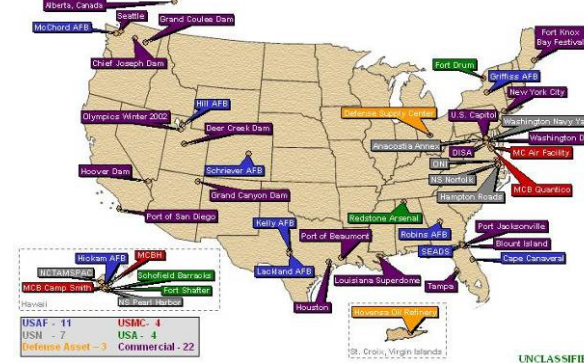 Alberta, Canada
Seattle
Grand Coulee Dam
McChord AFB
Chief Joseph Dam
Fort Knox
Bay Festival
Fort Drum
Griffiss AFB
New York City
Hill AFB
Olympics Winter 2002
Deer Creek Dam
Defense Supply Center
U.S. Capitol
Washington Navy Ya
Anacostia Annex
Washington D
DISA
MC Air Facility
ONI
NS Norfolk
MCB Quantico
Hampton Roads
Hoover Dam
Schriever AFB
Grand Canyon Dam
Port of San Diego
Redstone Arsenal
Kelly AFB
Port of Beaumont
Robins AFB
Port Jacksonville
SEADS
Blount Island
Cape Canaveral
Lackland AFB
Louisiana Superdome
Tampa
Houston
Hickam AFB
MCBH
NCTAMSPAC
Schofield Barracks
MCB Camp Smith
Fort Shafter
NS Pearl Harbor
Hawaii
Hovensa Oil Refinery
St. Croix, Virgin Islands
USAF - 11 USMC- 4
USN - 7 USA - 4
Defense Asset – 3 Commercial - 22
UNCLASSIFIE